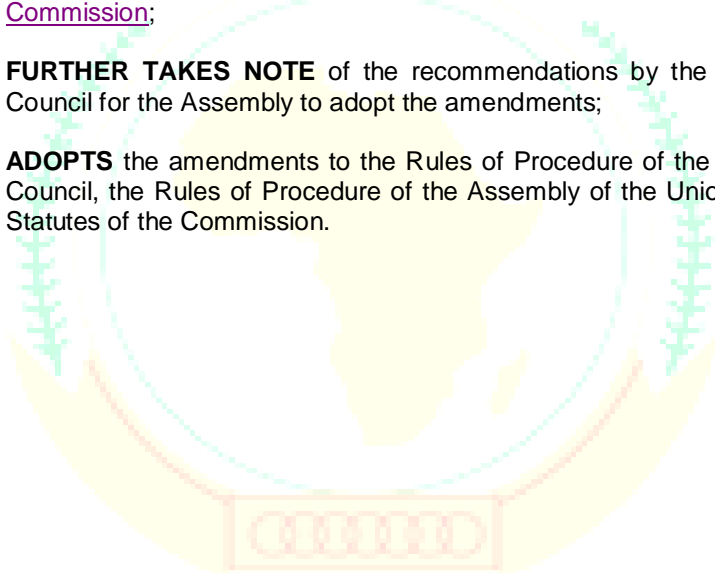 Commission;
FURTHER TAKES NOTE of the recommendations by the
Council for the Assembly to adopt the amendments;
ADOPTS the amendments to the Rules of Procedure of the
Council, the Rules of Procedure of the Assembly of the Unio
Statutes of the Commission.